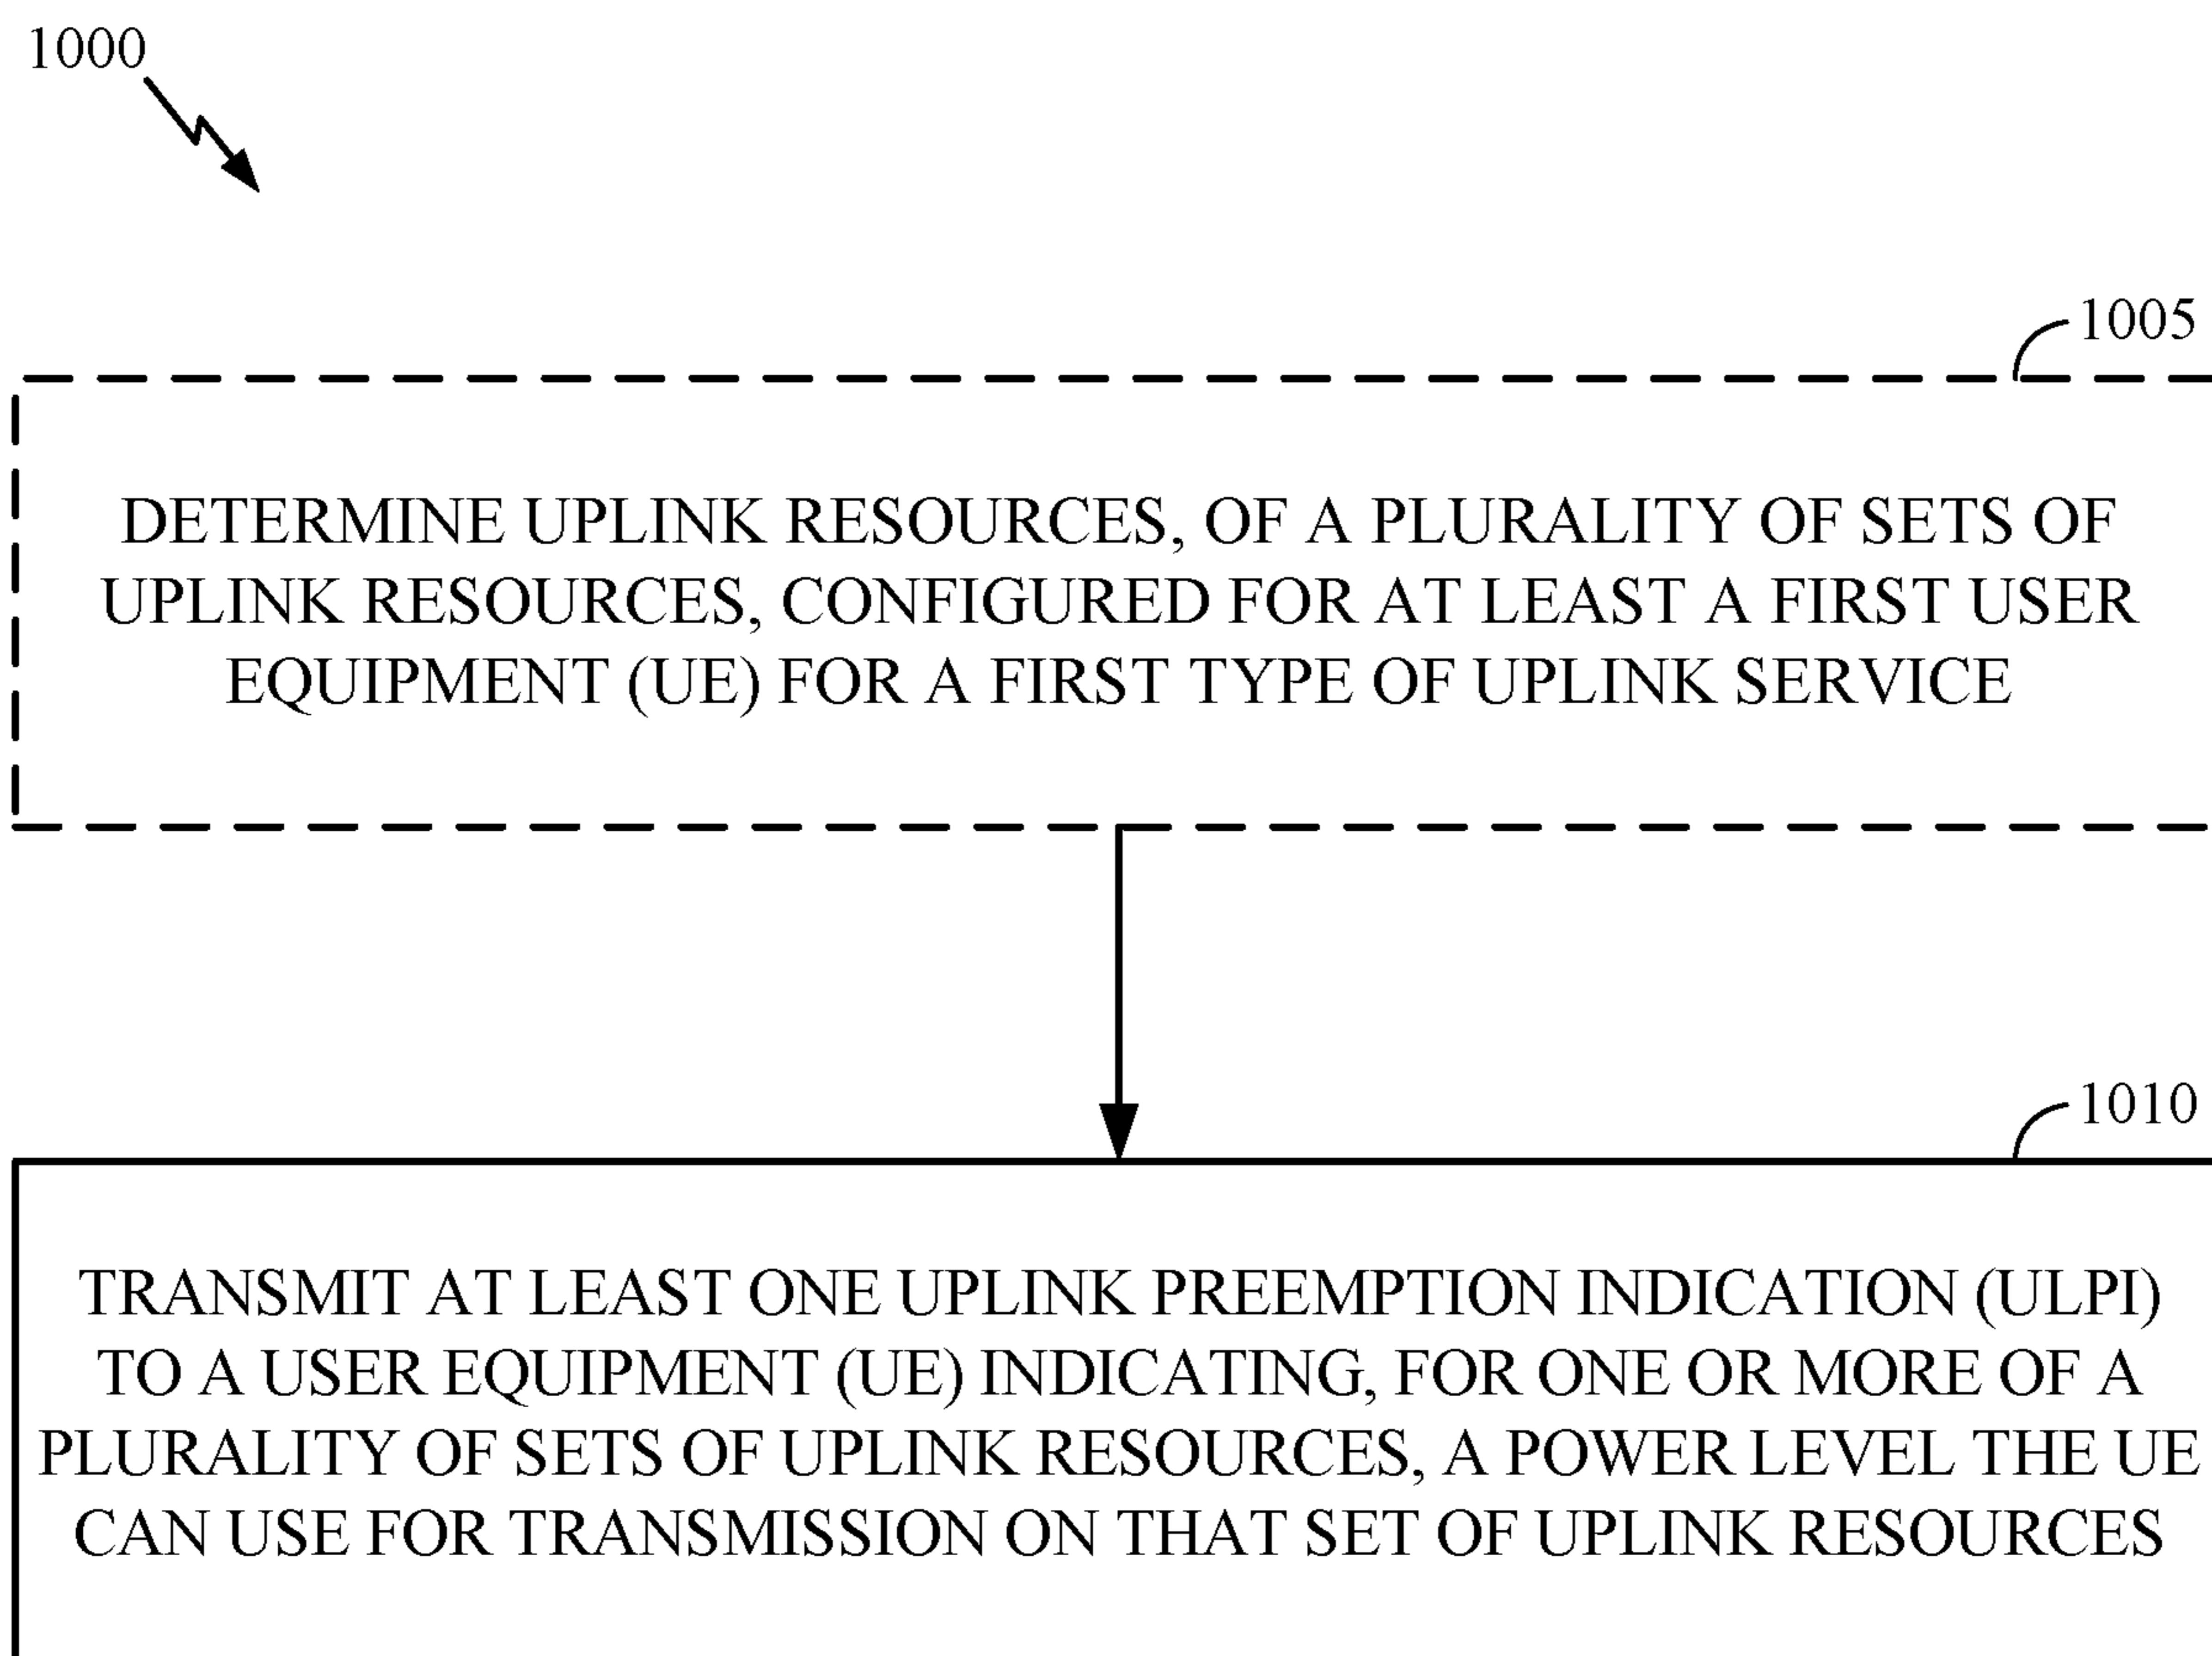 1000
1005
DETERMINE UPLINK RESOURCES, OF A PLURALITY OF SETS OF
UPLINK RESOURCES, CONFIGURED FOR AT LEAST A FIRST USER
EQUIPMENT (UE) FOR A FIRST TYPE OF UPLINK SERVICE
1010
TRANSMIT AT LEAST ONE UPLINK PREEMPTION INDICATION (ULPI)
TO A USER EQUIPMENT (UE) INDICATING, FOR ONE OR MORE OF A
PLURALITY OF SETS OF UPLINK RESOURCES, A POWER LEVEL THE UE
CAN USE FOR TRANSMISSION ON THAT SET OF UPLINK RESOURCES